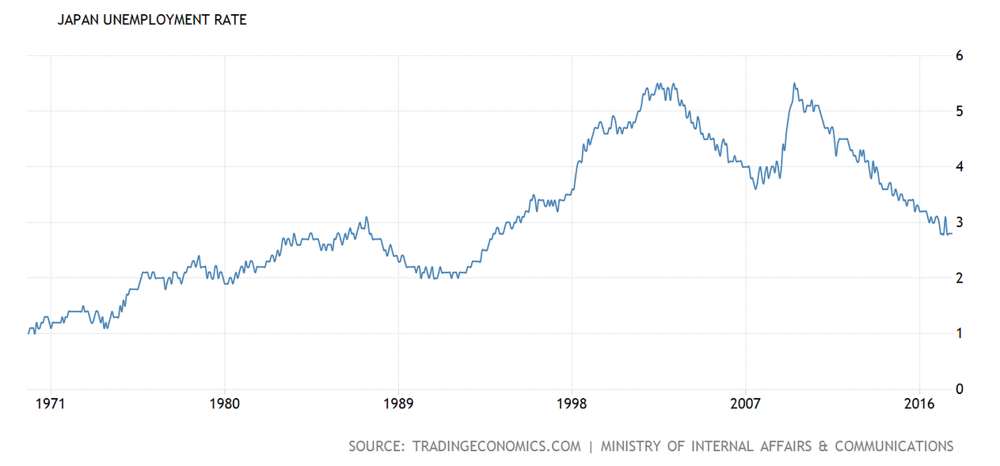 JAPAN UNEMPLOYMENT RATE
6
5
4
3
2
1
0
1971 1980 1989 1998 2007 2016
SOURCE: TRADINGECONOMICS.COM | MINISTRY OF INTERNAL AFFAIRS & COMMUNICATIONS